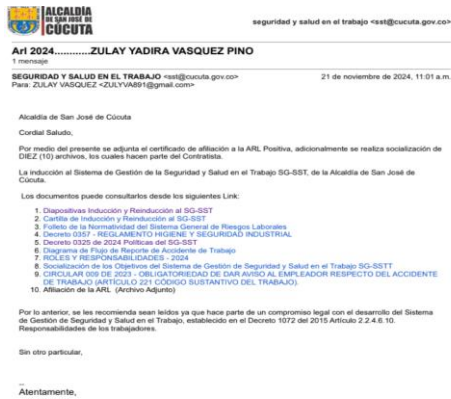 ALCALDÍA
DE SAN JOSÉ DE
CÚCUTA
seguridad y salud en el trabajo <sst@cucuta.gov.co>
Arl 2024............ZULAY YADIRA VASQUEZ PINO
1 mensaje
SEGURIDAD Y SALUD EN EL TRABAJO <sst@cucuta.gov.co> 21 de noviembre de 2024, 11:01 a.m.
Para: ZULAY VASQUEZ <ZULYVA891@gmail.com>
Alcaldía de San José de Cúcuta
Cordial Saludo,
Por medio del presente se adjunta el certificado de afiliación a la ARL Positiva, adicionalmente se realiza socialización de
DIEZ (10) archivos, los cuales hacen parte del Contratista.
La inducción al Sistema de Gestión de la Seguridad y Salud en el Trabajo SG-SST, de la Alcaldía de San José de
Cúcuta.
Los documentos puede consultarlos desde los siguientes Link:
1. Diapositivas Inducción y Reinducción al SG-SST
2. Cartilla de Inducción y Reinducción al SG-SST
3. Folleto de la Normatividad del Sistema General de Riesgos Laborales
4. Decreto 0357 - REGLAMENTO HIGIENE Y SEGURIDAD INDUSTRIAL
5. Decreto 0325 de 2024 Políticas del SG-SST
6. Diagrama de Flujo de Reporte de Accidente de Trabajo
7. ROLES Y RESPONSABILIDADES - 2024
8. Socialización de los Objetivos del Sistema de Gestión de Seguridad y Salud en el Trabajo SG-SSTT
9. CIRCULAR 009 DE 2023 - OBLIGATORIEDAD DE DAR AVISO AL EMPLEADOR RESPECTO DEL ACCIDENTE
DE TRABAJO (ARTÍCULO 221 CÓDIGO SUSTANTIVO DEL TRABAJO).
10. Afiliación de la ARL (Archivo Adjunto)
Por lo anterior, se les recomienda sean leídos ya que hace parte de un compromiso legal con el desarrollo del Sistema
de Gestión de Seguridad y Salud en el Trabajo, establecido en el Decreto 1072 del 2015 Artículo 2.2.4.6.10.
Responsabilidades de los trabajadores.
Sin otro particular,
--
Atentamente,